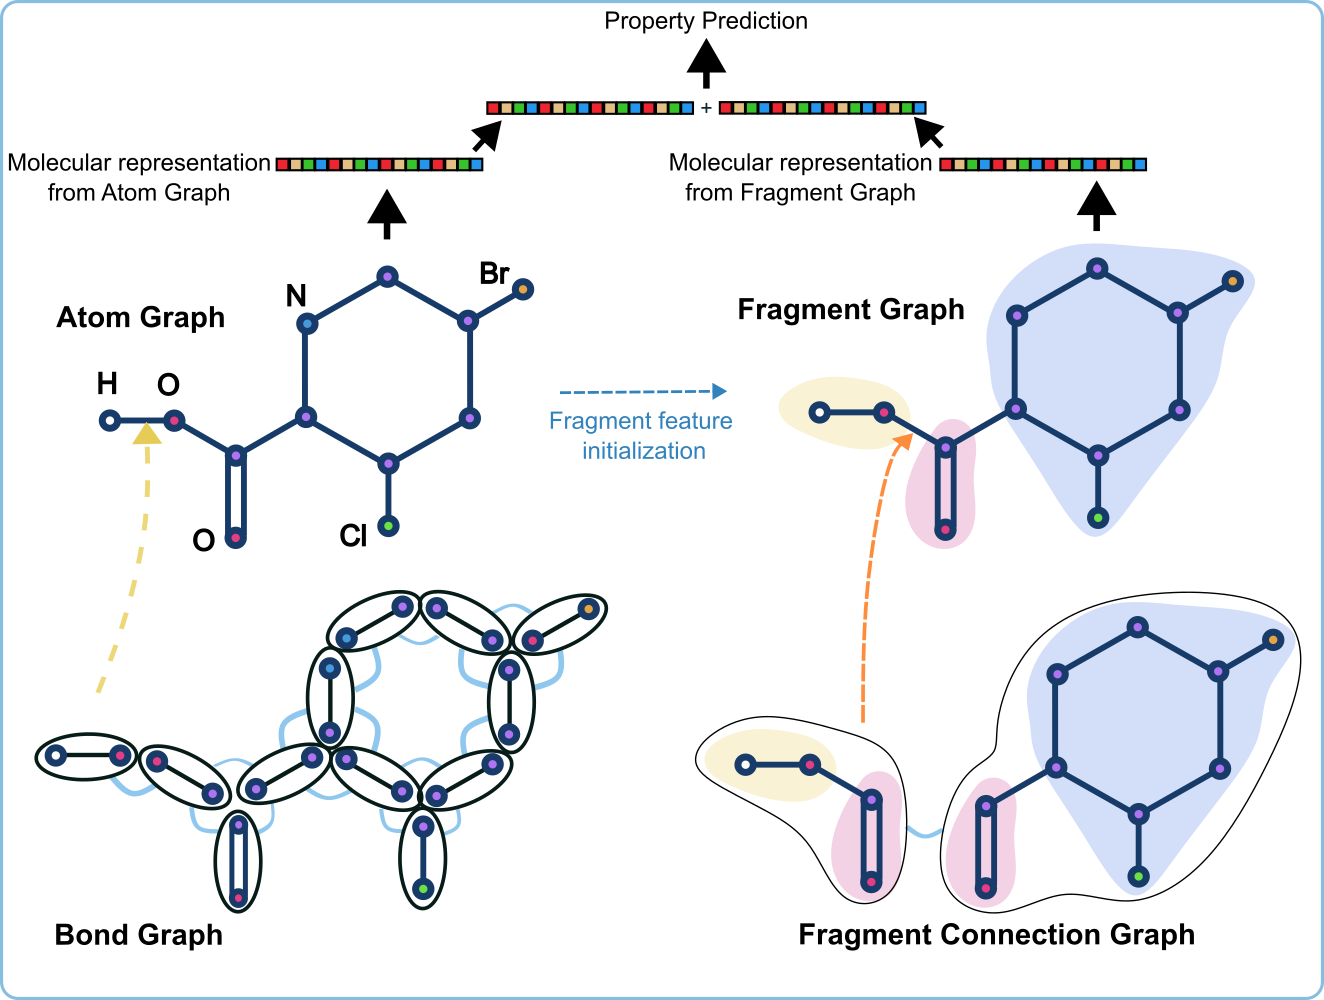 Property Prediction
+
Molecular representation
from Atom Graph
Molecular representation
from Fragment Graph
Atom Graph
N
Br
H
O
O
Cl
Fragment feature
initialization
Fragment Graph
Bond Graph
Fragment Connection Graph